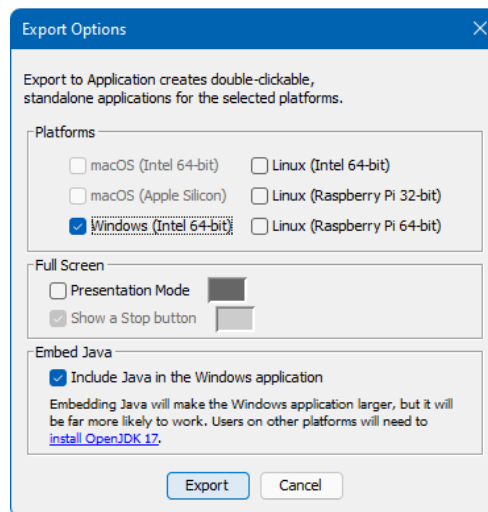 Export Options
Export to Application creates double-clickable,
standalone applications for the selected platforms.
Platforms
macOS (Intel 64-bit) Linux (Intel 64-bit)
macOS (Apple Silicon) Linux (Raspberry Pi 32-bit)
Windows (Intel 64-bit) Linux (Raspberry Pi 64-bit)
Full Screen
Presentation Mode
Show a Stop button
Embed Java
Include Java in the Windows application
Embedding Java will make the Windows application larger, but it will
be far more likely to work. Users on other platforms will need to
install OpenJDK 17.
Export Cancel